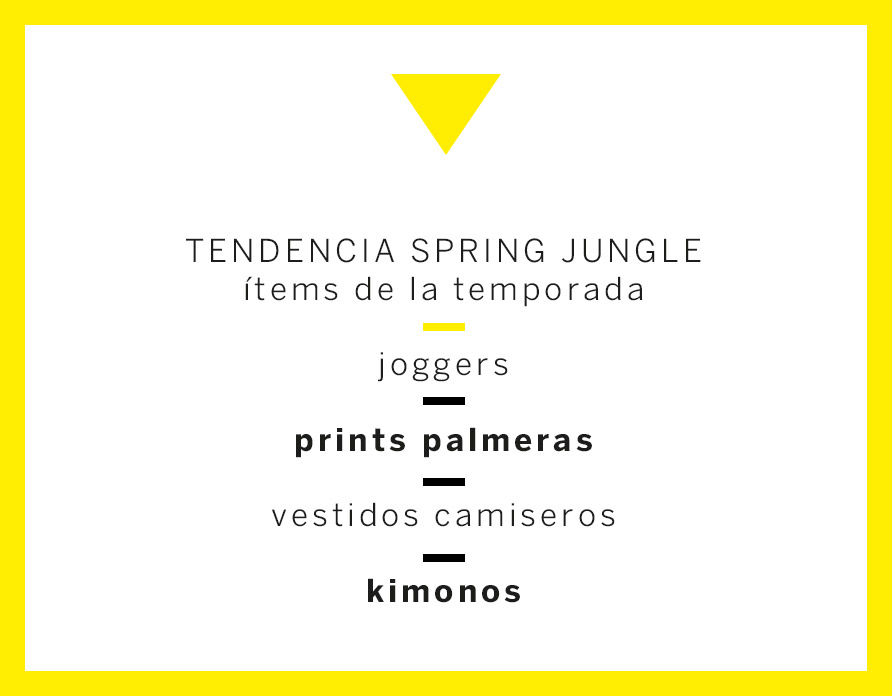 TENDENCIA SPRING JUNGLE
ítems de la temporada
joggers
prints palmeras
vestidos camiseros
kimonos